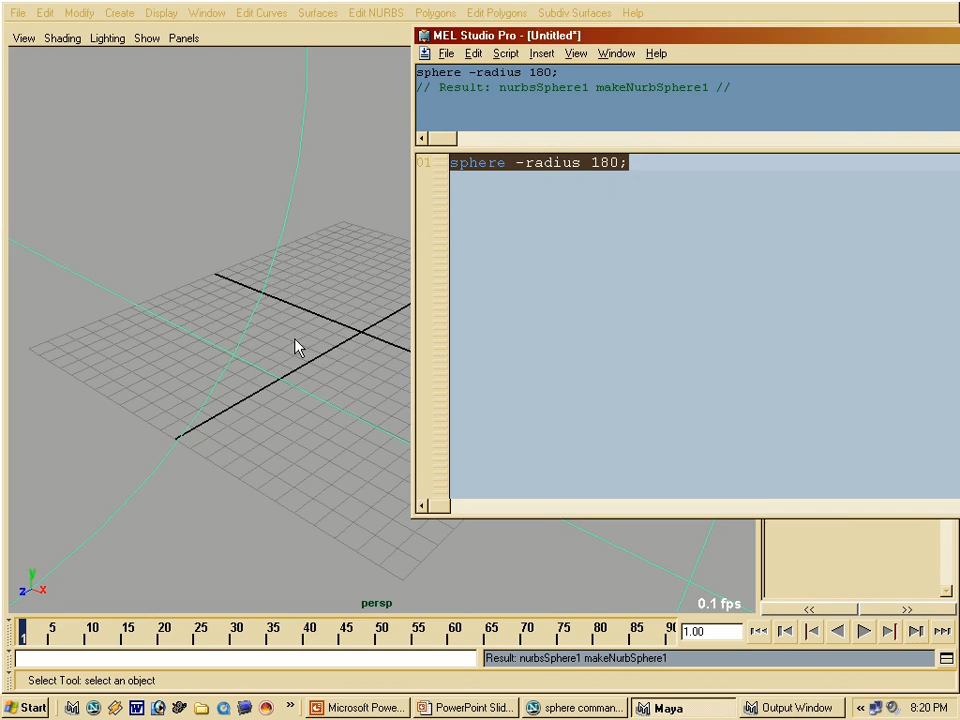 File Edit Modify Create Display Window Edit Curves Surfaces Edit NURBS Polygons Edit Polygons Subdiv Surfaces Help
View Shading Lighting Show Panels
MEL Studio Pro - [Untitled*]
File Edit Script Insert View Window Help
sphere -radius 180;
// Result: nurbsSphere1 makeNurbSphere1 //
01 sphere -radius 180;
y
z x
persp
0.1 fps
<< >>
1 5 10 15 20 25 30 35 40 45 50 55 60 65 70 75 80 85 1.00
Result: nurbsSphere1 makeNurbSphere1
Select Tool: select an object
Start » Microsoft Powe... PowerPoint Slid... sphere comman... Maya Output Window « 8:20 PM